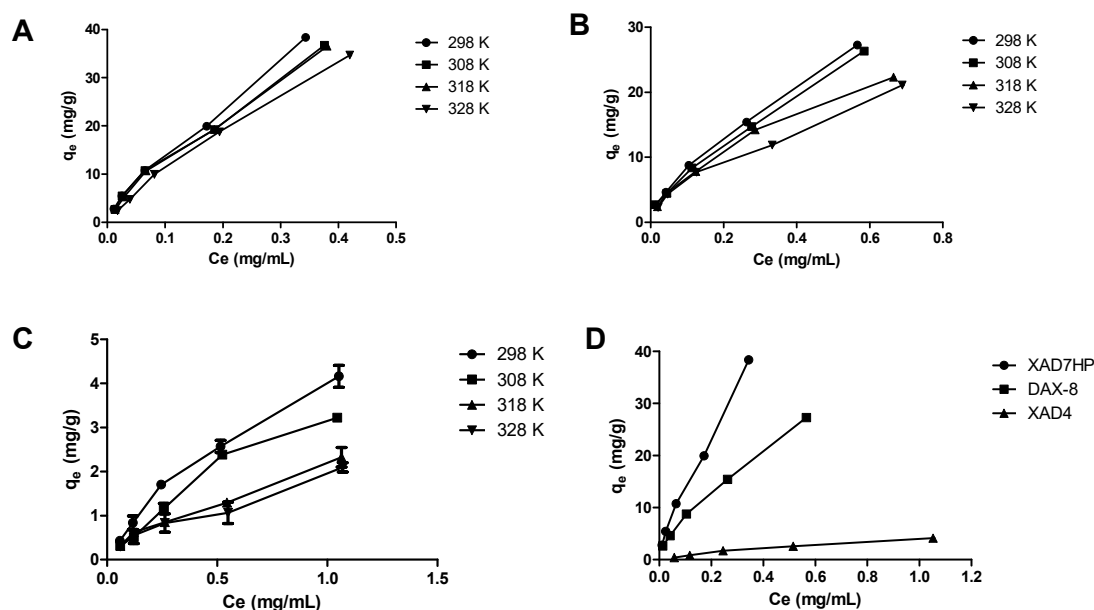 A
40
30
20
10
0
qe (mg/g)
0.0 0.1 0.2 0.3 0.4 0.5
Ce (mg/mL)
298 K
308 K
318 K
328 K
B
30
20
10
0
qe (mg/g)
0.0 0.2 0.4 0.6 0.8
Ce (mg/mL)
298 K
308 K
318 K
328 K
C
5
4
3
2
1
0
qe (mg/g)
0.0 0.5 1.0 1.5
Ce (mg/mL)
298 K
308 K
318 K
328 K
D
40
30
20
10
0
qe (mg/g)
0.0 0.2 0.4 0.6 0.8 1.0 1.2
Ce (mg/mL)
XAD7HP
DAX-8
XAD4